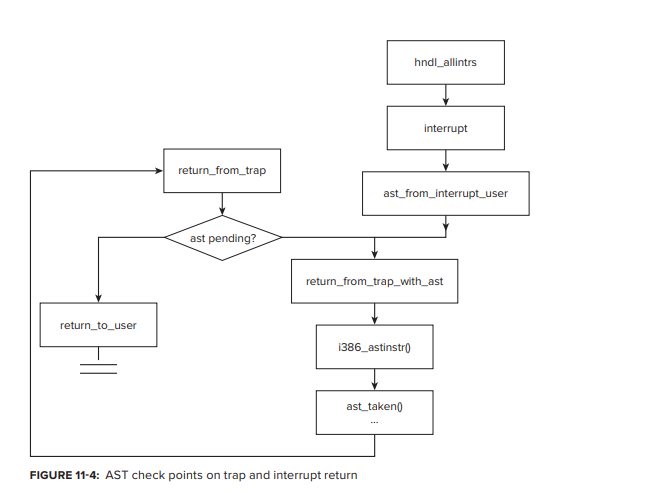 hndl_allintrs
interrupt
return_from_trap
ast_from_interrupt_user
ast pending?
return_from_trap_with_ast
return_to_user
i386_astinstr()
ast_taken()
...
FIGURE 11-4: AST check points on trap and interrupt return